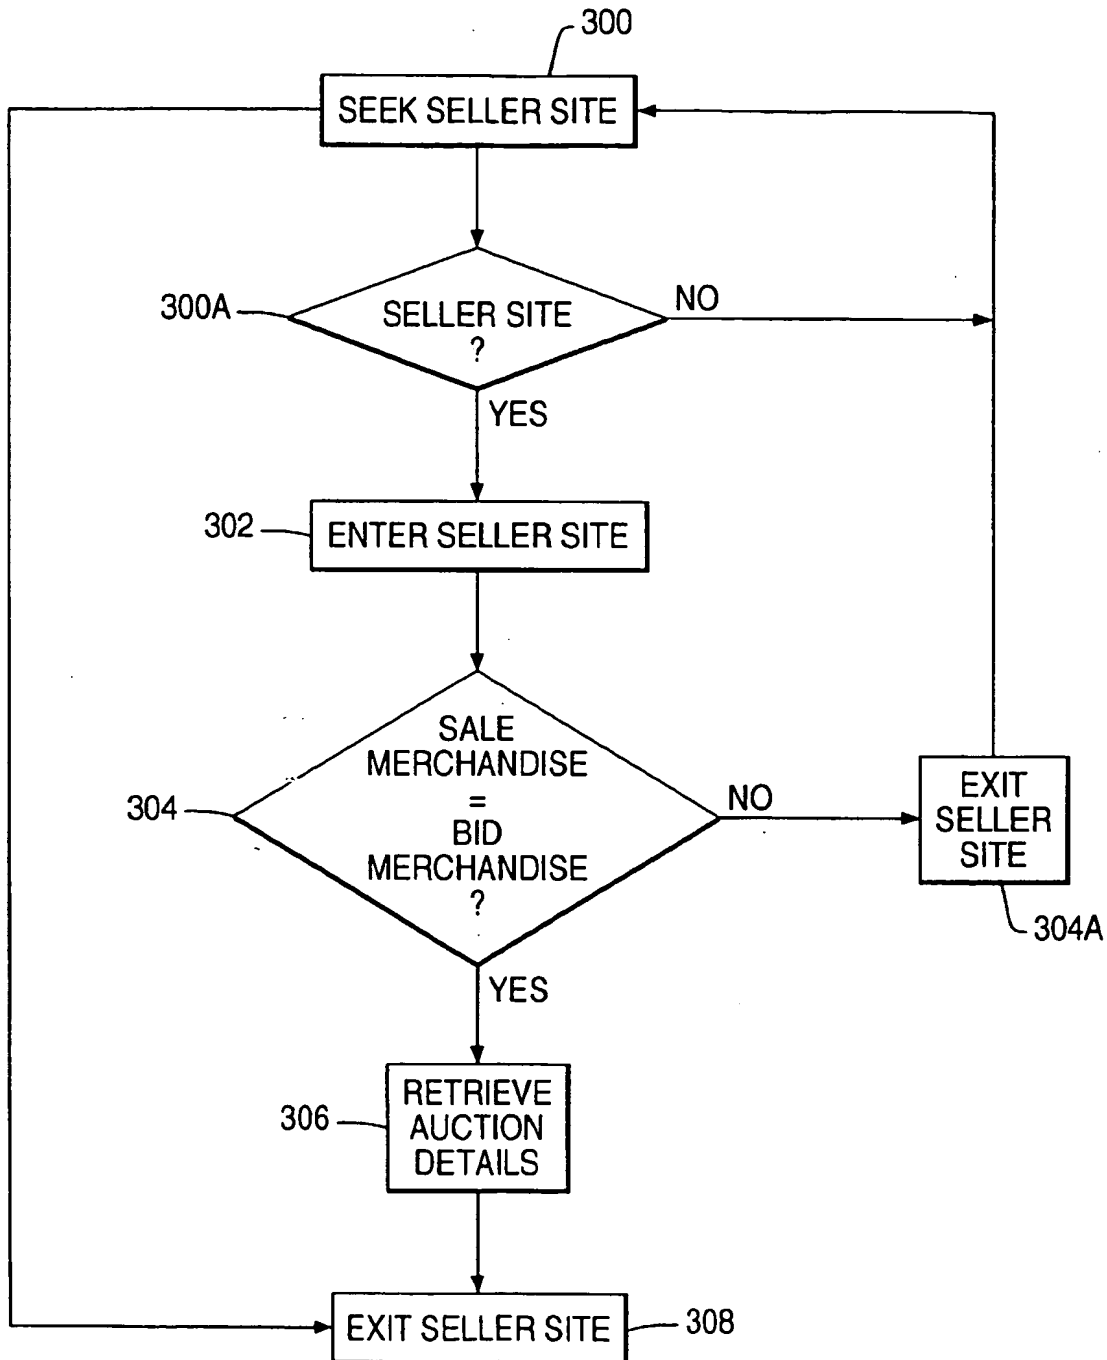 300
SEEK SELLER SITE
300A
SELLER SITE
?
NO
YES
302
ENTER SELLER SITE
304
SALE
MERCHANDISE
=
BID
MERCHANDISE
?
NO
EXIT
SELLER
SITE
304A
YES
306
RETRIEVE
AUCTION
DETAILS
EXIT SELLER SITE
308